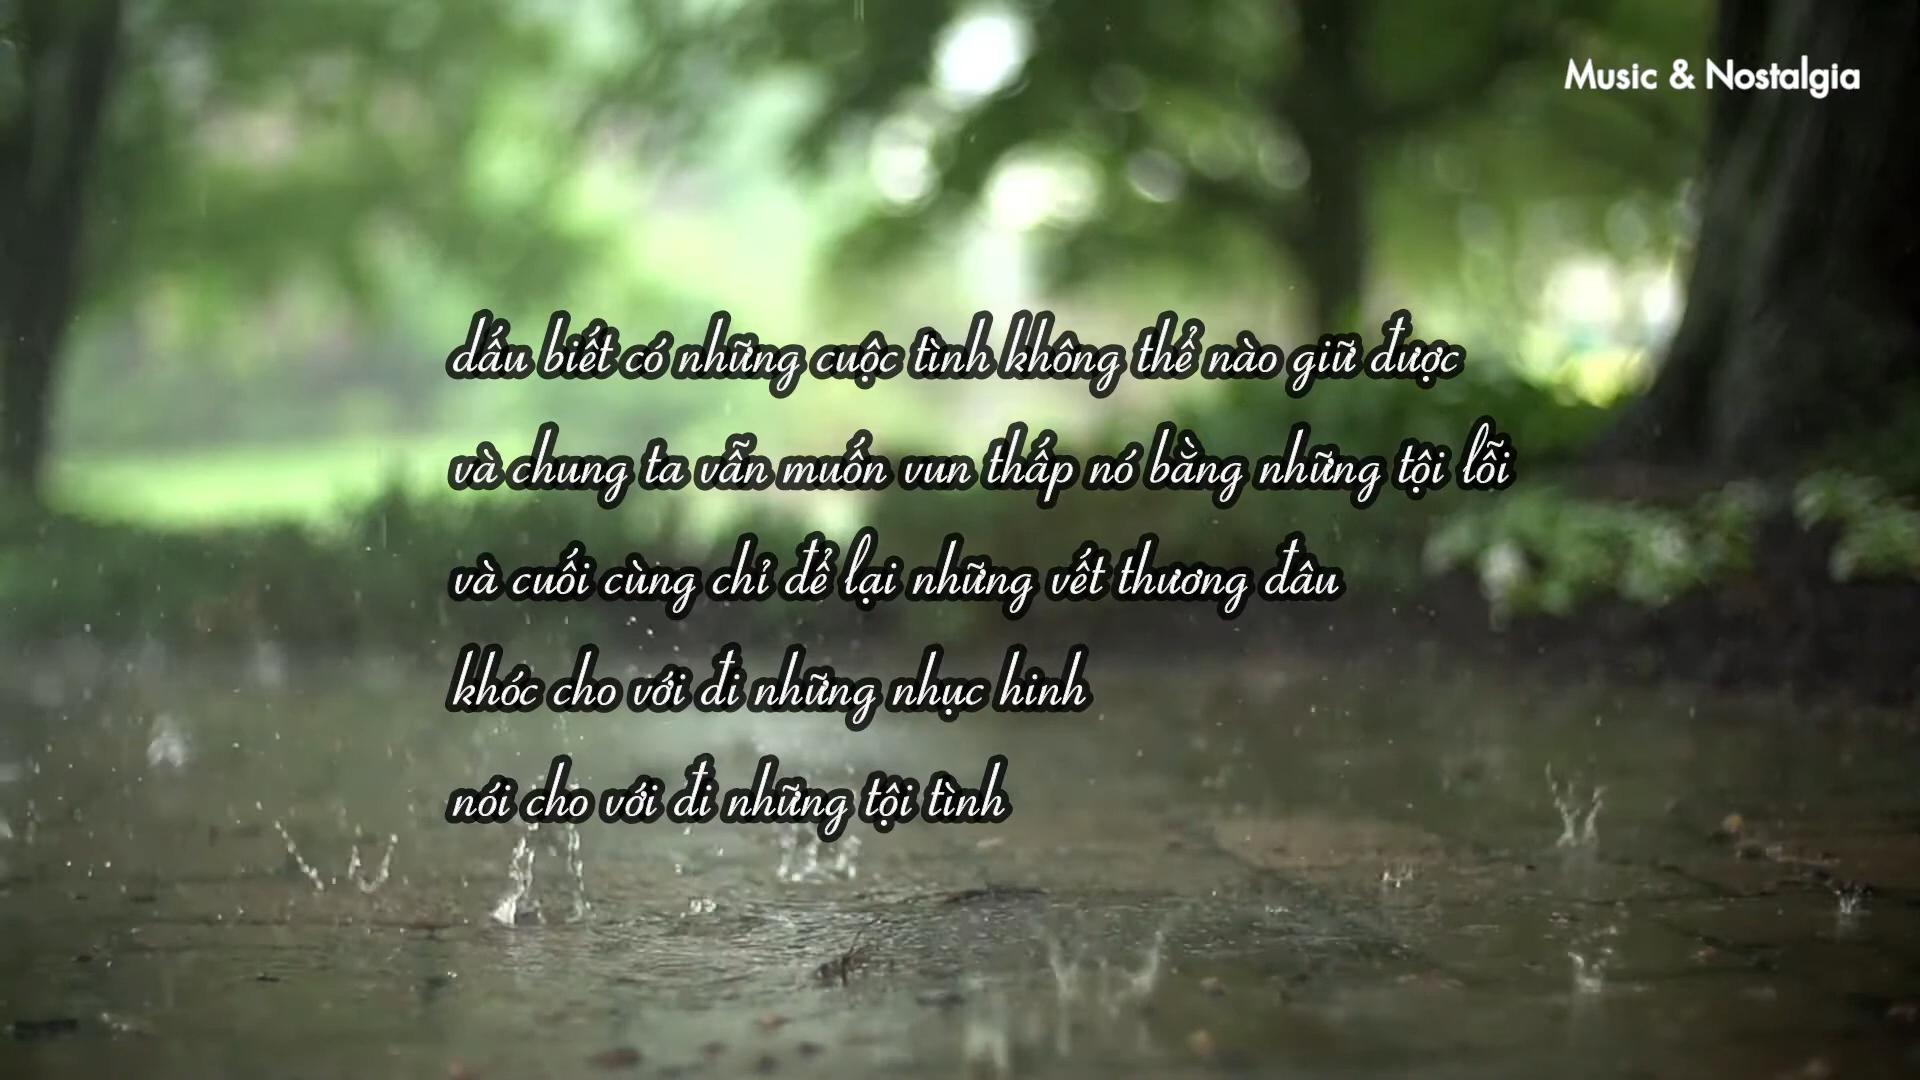 Music & Nostalgia
dấu biết có những cuộc tình không thể nào giữ được
và chung ta vẫn muốn vun thấp nó bằng những tội lỗi
và cuối cùng chỉ để lại những vết thương đâu
khóc cho với đi những nhục hinh
nói cho với đi những tội tình